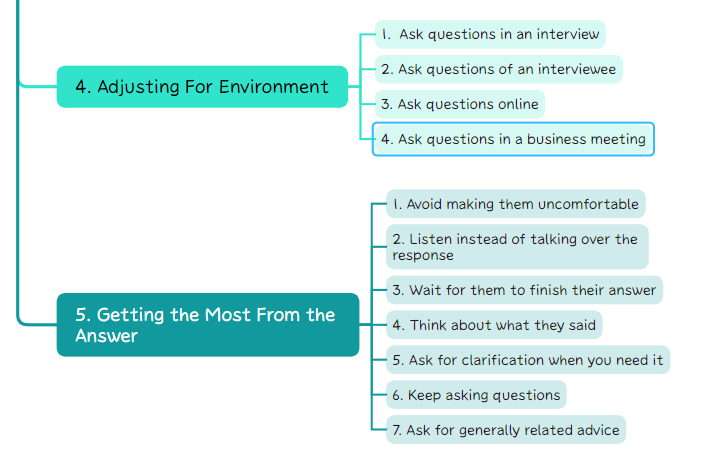 4. Adjusting For Environment
1. Ask questions in an interview
2. Ask questions of an interviewee
3. Ask questions online
4. Ask questions in a business meeting
5. Getting the Most From the
Answer
1. Avoid making them uncomfortable
2. Listen instead of talking over the
response
3. Wait for them to finish their answer
4. Think about what they said
5. Ask for clarification when you need it
6. Keep asking questions
7. Ask for generally related advice